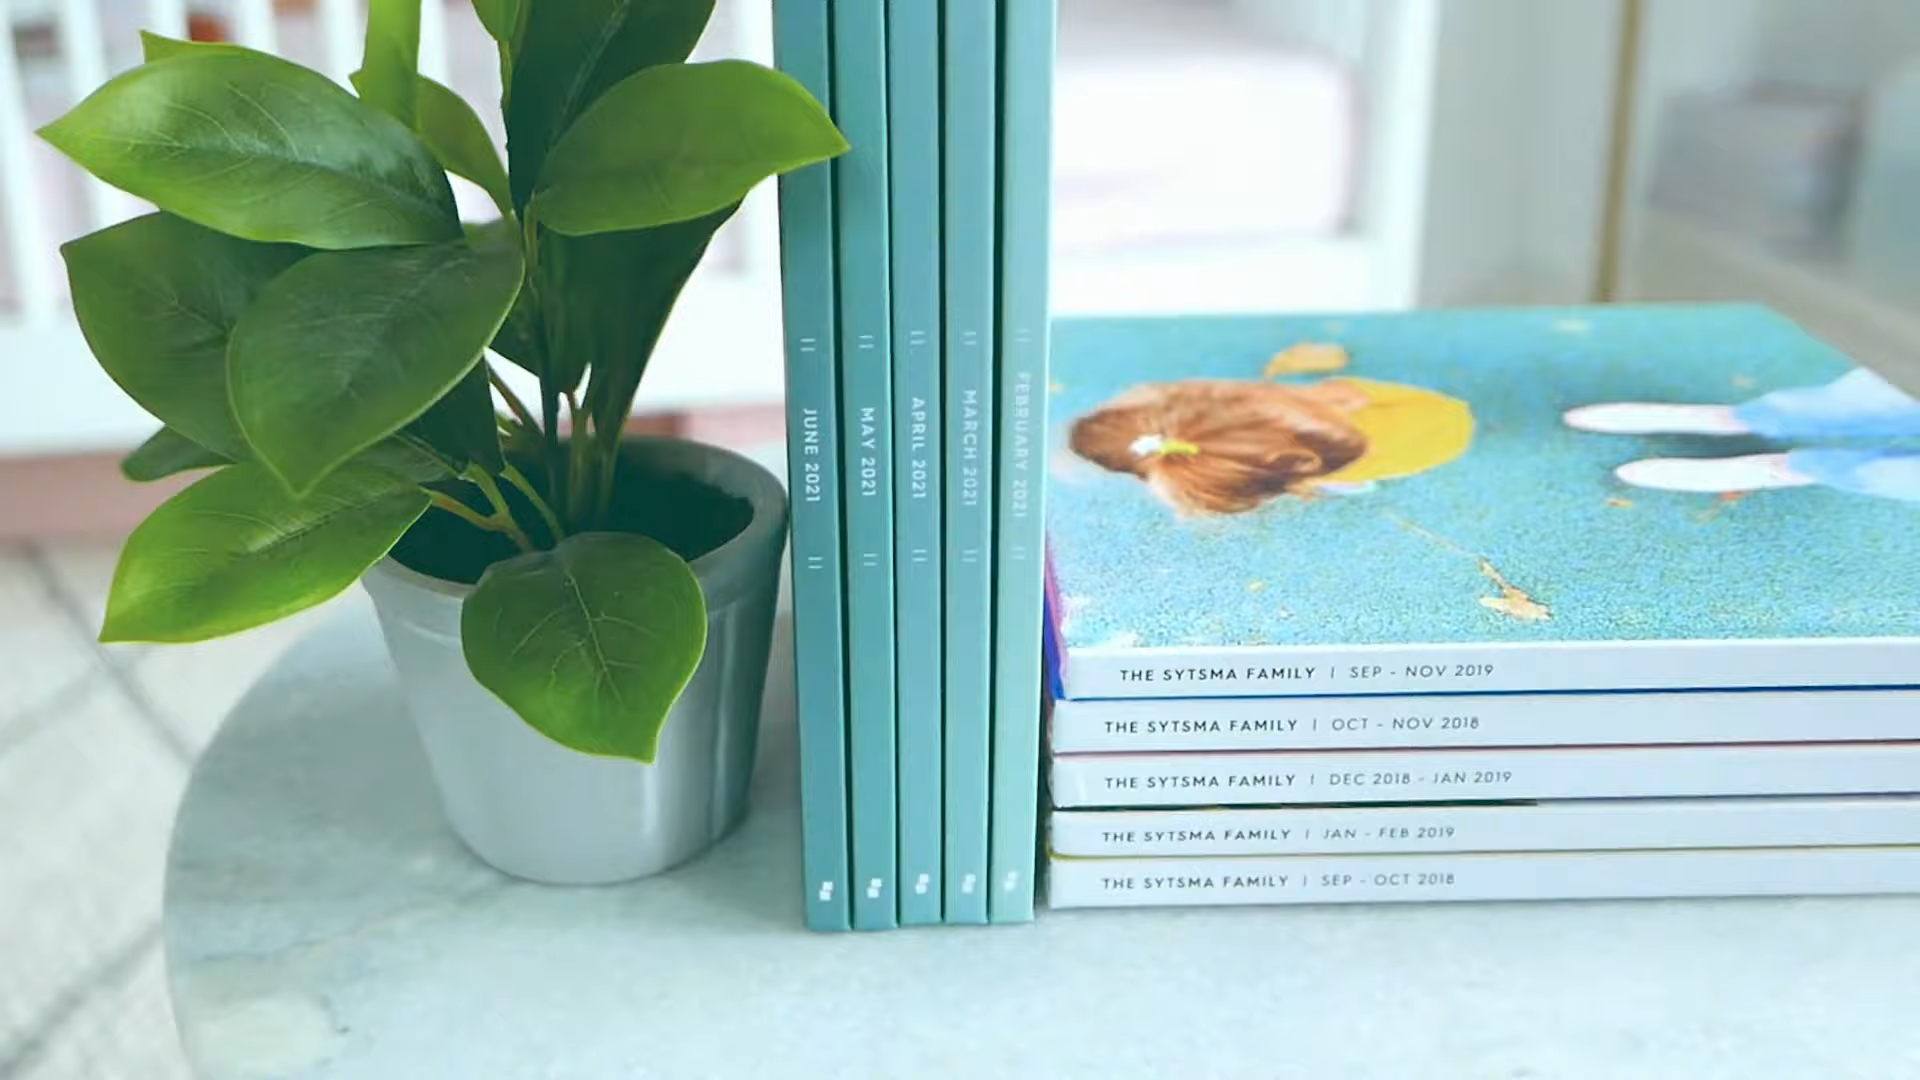 JUNE 2021
MAY 2021
APRIL 2021
MARCH 2021
FEBRUARY 2021
THE SYTSMA FAMILY | SEP - NOV 2019
THE SYTSMA FAMILY | OCT - NOV 2018
THE SYTSMA FAMILY | DEC 2018 - JAN 2019
THE SYTSMA FAMILY | JAN - FEB 2019
THE SYTSMA FAMILY | SEP - OCT 2018